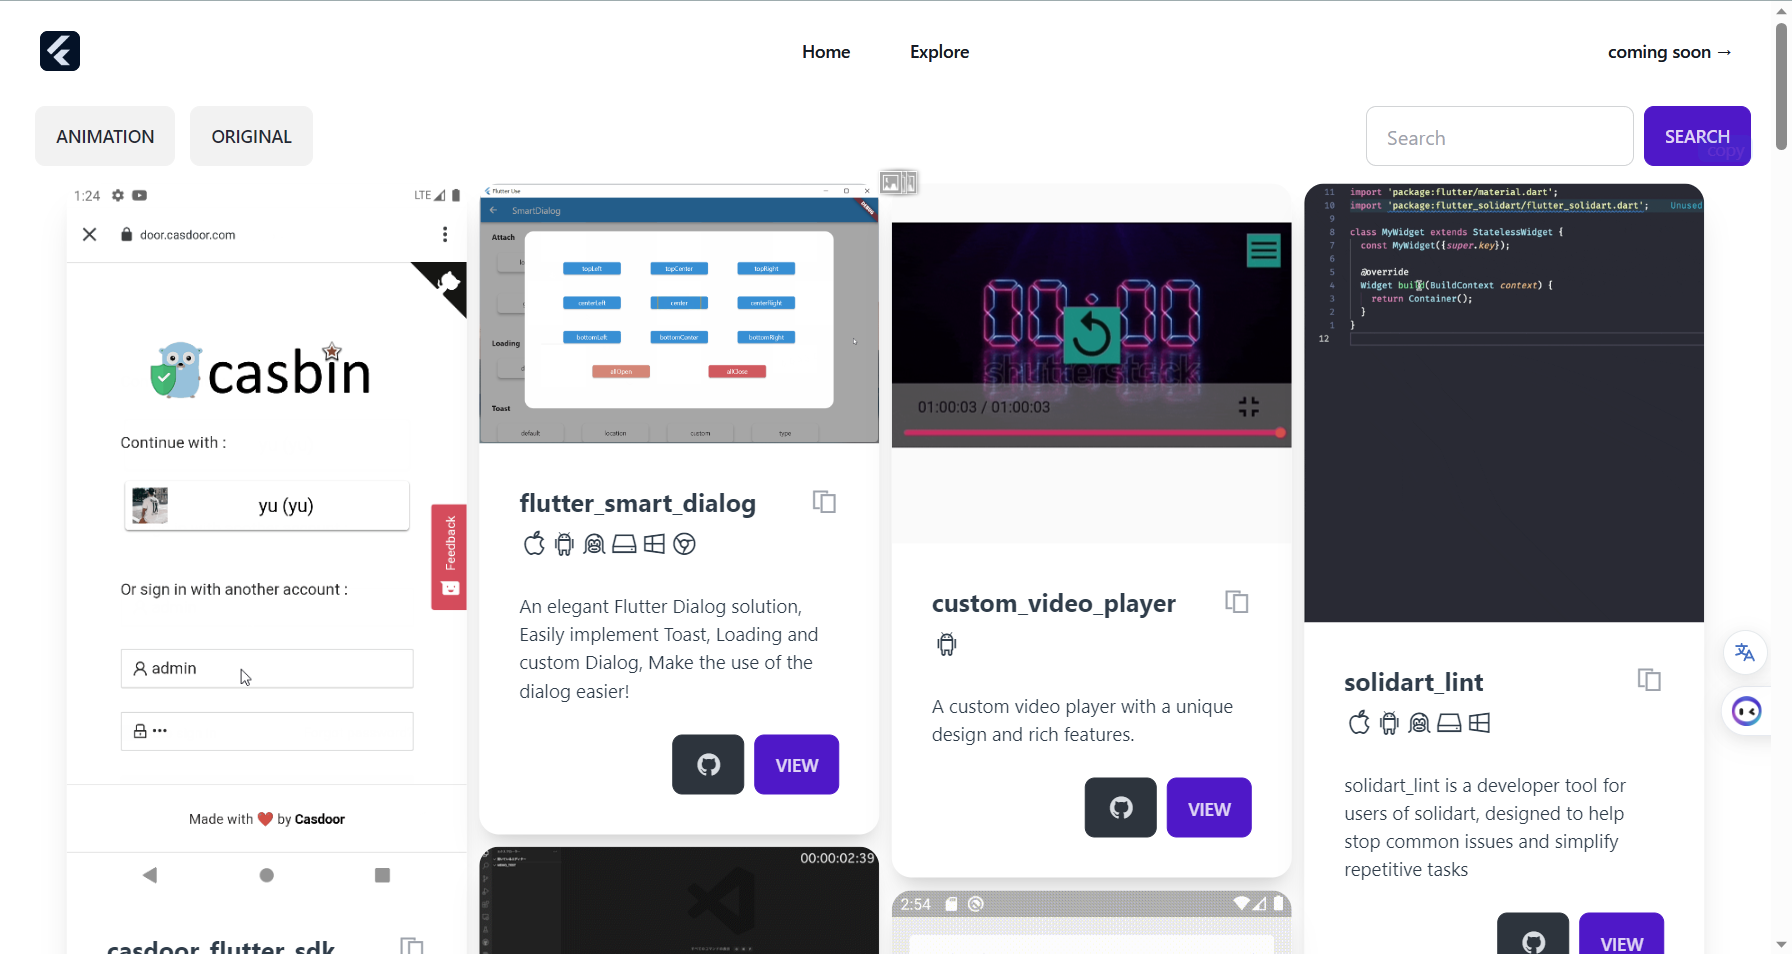 Home
Explore
coming soon →
ANIMATION
ORIGINAL
Search
SEARCH
copy
1:24
LTE
door.casdoor.com
casbin
Continue with :
yu (yu)
Feedback
Or sign in with another account :
admin
•••
Made with ❤️ by Casdoor
casdoor_flutter_sdk
Flutter Use
SmartDialog
DEBUG
Attach
topLeft
topCenter
topRight
centerLeft
center
centerRight
bottomLeft
bottomCenter
bottomRight
Loading
allOpen
allClose
Toast
default
location
custom
type
flutter_smart_dialog
An elegant Flutter Dialog solution,
Easily implement Toast, Loading and
custom Dialog, Make the use of the
dialog easier!
VIEW
00:00:02:39
00:00
shutterstock
01:00:03 / 01:00:03
custom_video_player
A custom video player with a unique
design and rich features.
VIEW
2:54
11 import 'package:flutter/material.dart';
10 import 'package:flutter_solidart/flutter_solidart.dart'; Unused
9
8 class MyWidget extends StatelessWidget {
7 const MyWidget({super.key});
6
5 @override
4 Widget build(BuildContext context) {
3 return Container();
2 }
1 }
12
solidart_lint
solidart_lint is a developer tool for
users of solidart, designed to help
stop common issues and simplify
repetitive tasks
VIEW